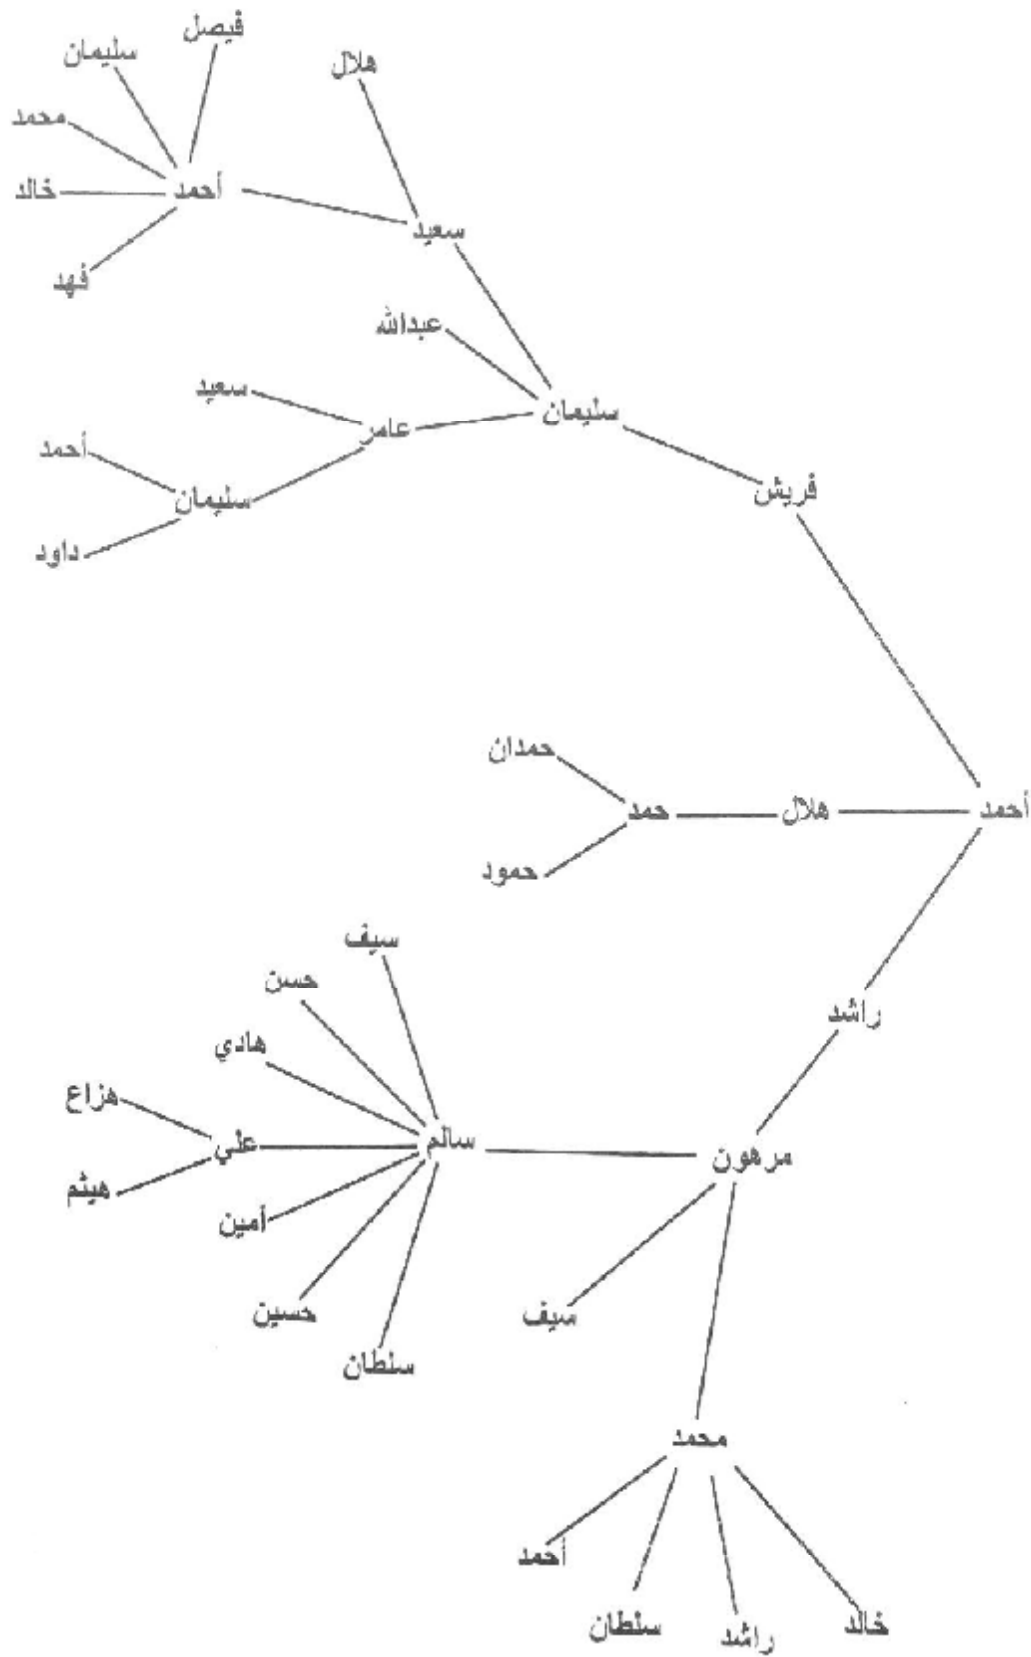 فيصل
سليمان
هلال
محمد
خالد
أحمد
سعيد
فهد
عبدالله
سعيد
سليمان
عامر
أحمد
سليمان
فريش
داود
حمدان
أحمد
هلال
حمد
حمود
سيف
حسن
راشد
هادي
هزاع
علي
سالم
مرهون
هيثم
أمين
حسين
سيف
سلطان
محمد
أحمد
سلطان
راشد
خالد